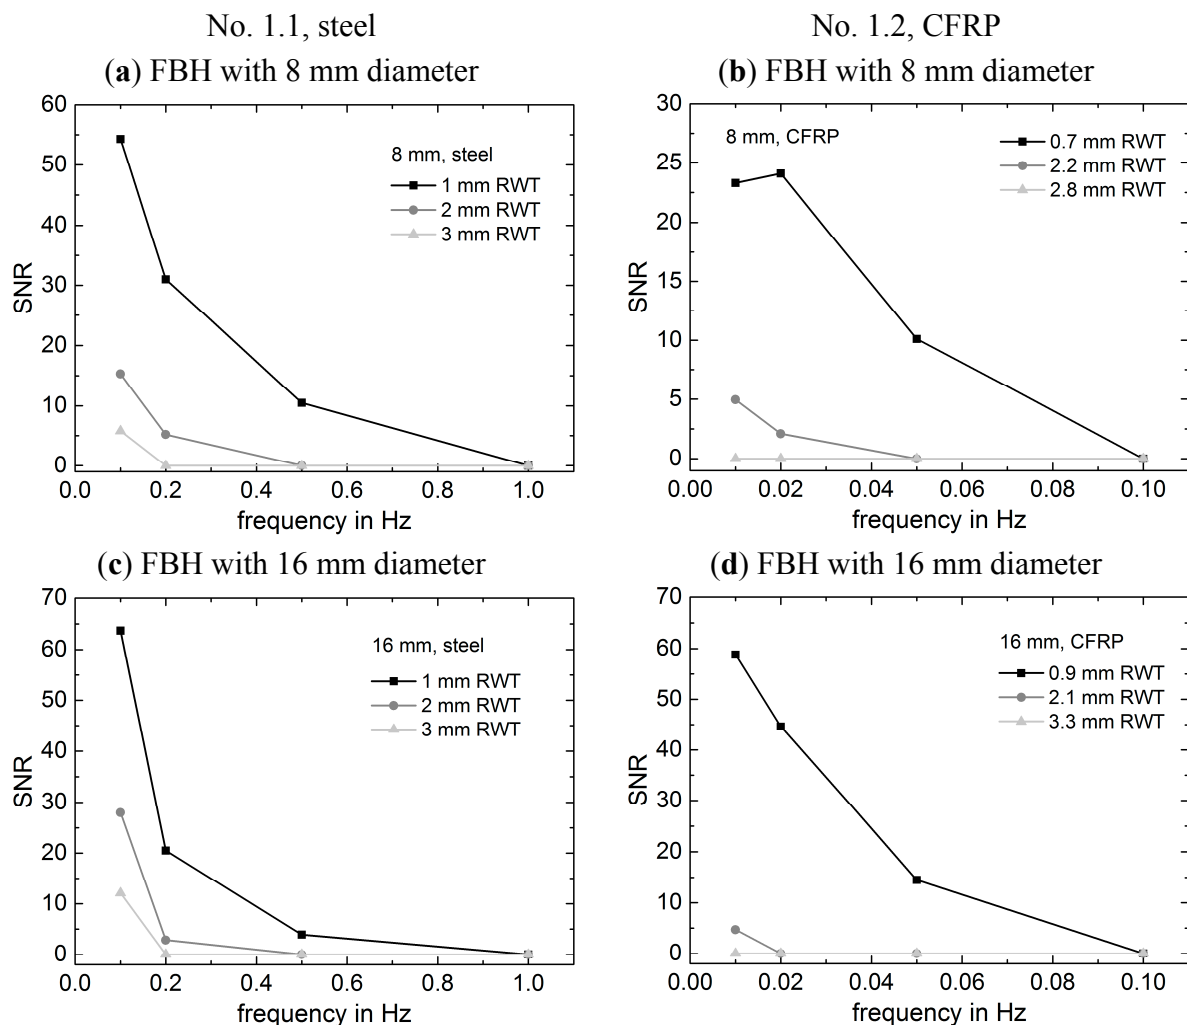 No. 1.1, steel
No. 1.2, CFRP
(a) FBH with 8 mm diameter
(b) FBH with 8 mm diameter
60
50
40
30
20
10
0
SNR
8 mm, steel
1 mm RWT
2 mm RWT
3 mm RWT
0.0 0.2 0.4 0.6 0.8 1.0
frequency in Hz
30
25
20
15
10
5
0
SNR
8 mm, CFRP
0.7 mm RWT
2.2 mm RWT
2.8 mm RWT
0.00 0.02 0.04 0.06 0.08 0.10
frequency in Hz
(c) FBH with 16 mm diameter
(d) FBH with 16 mm diameter
70
60
50
40
30
20
10
0
SNR
16 mm, steel
1 mm RWT
2 mm RWT
3 mm RWT
0.0 0.2 0.4 0.6 0.8 1.0
frequency in Hz
70
60
50
40
30
20
10
0
SNR
16 mm, CFRP
0.9 mm RWT
2.1 mm RWT
3.3 mm RWT
0.00 0.02 0.04 0.06 0.08 0.10
frequency in Hz